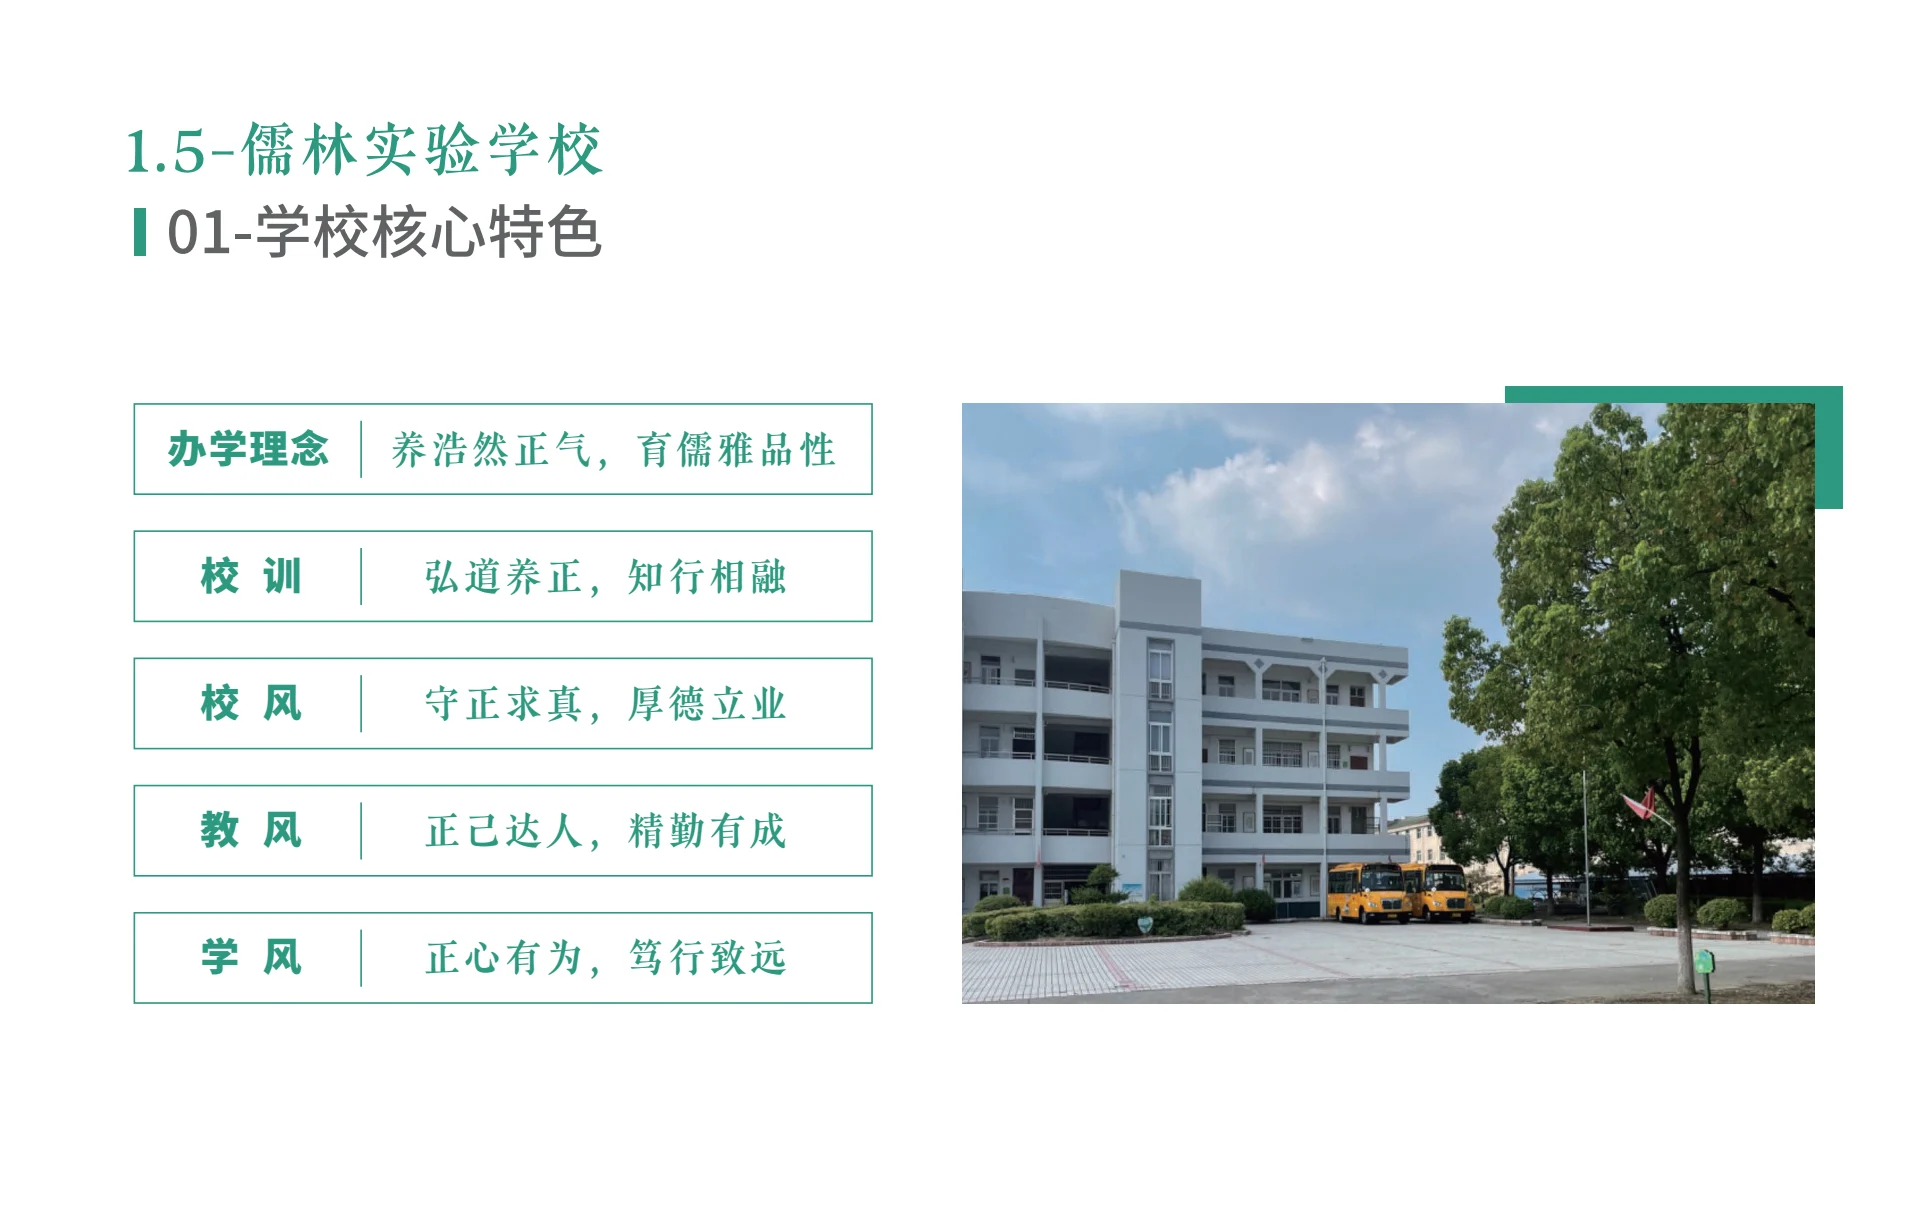 1.5-儒林实验学校
01-学校核心特色
办学理念 养浩然正气，育儒雅品性
校 训 弘道养正，知行相融
校 风 守正求真，厚德立业
教 风 正己达人，精勤有成
学 风 正心有为，笃行致远